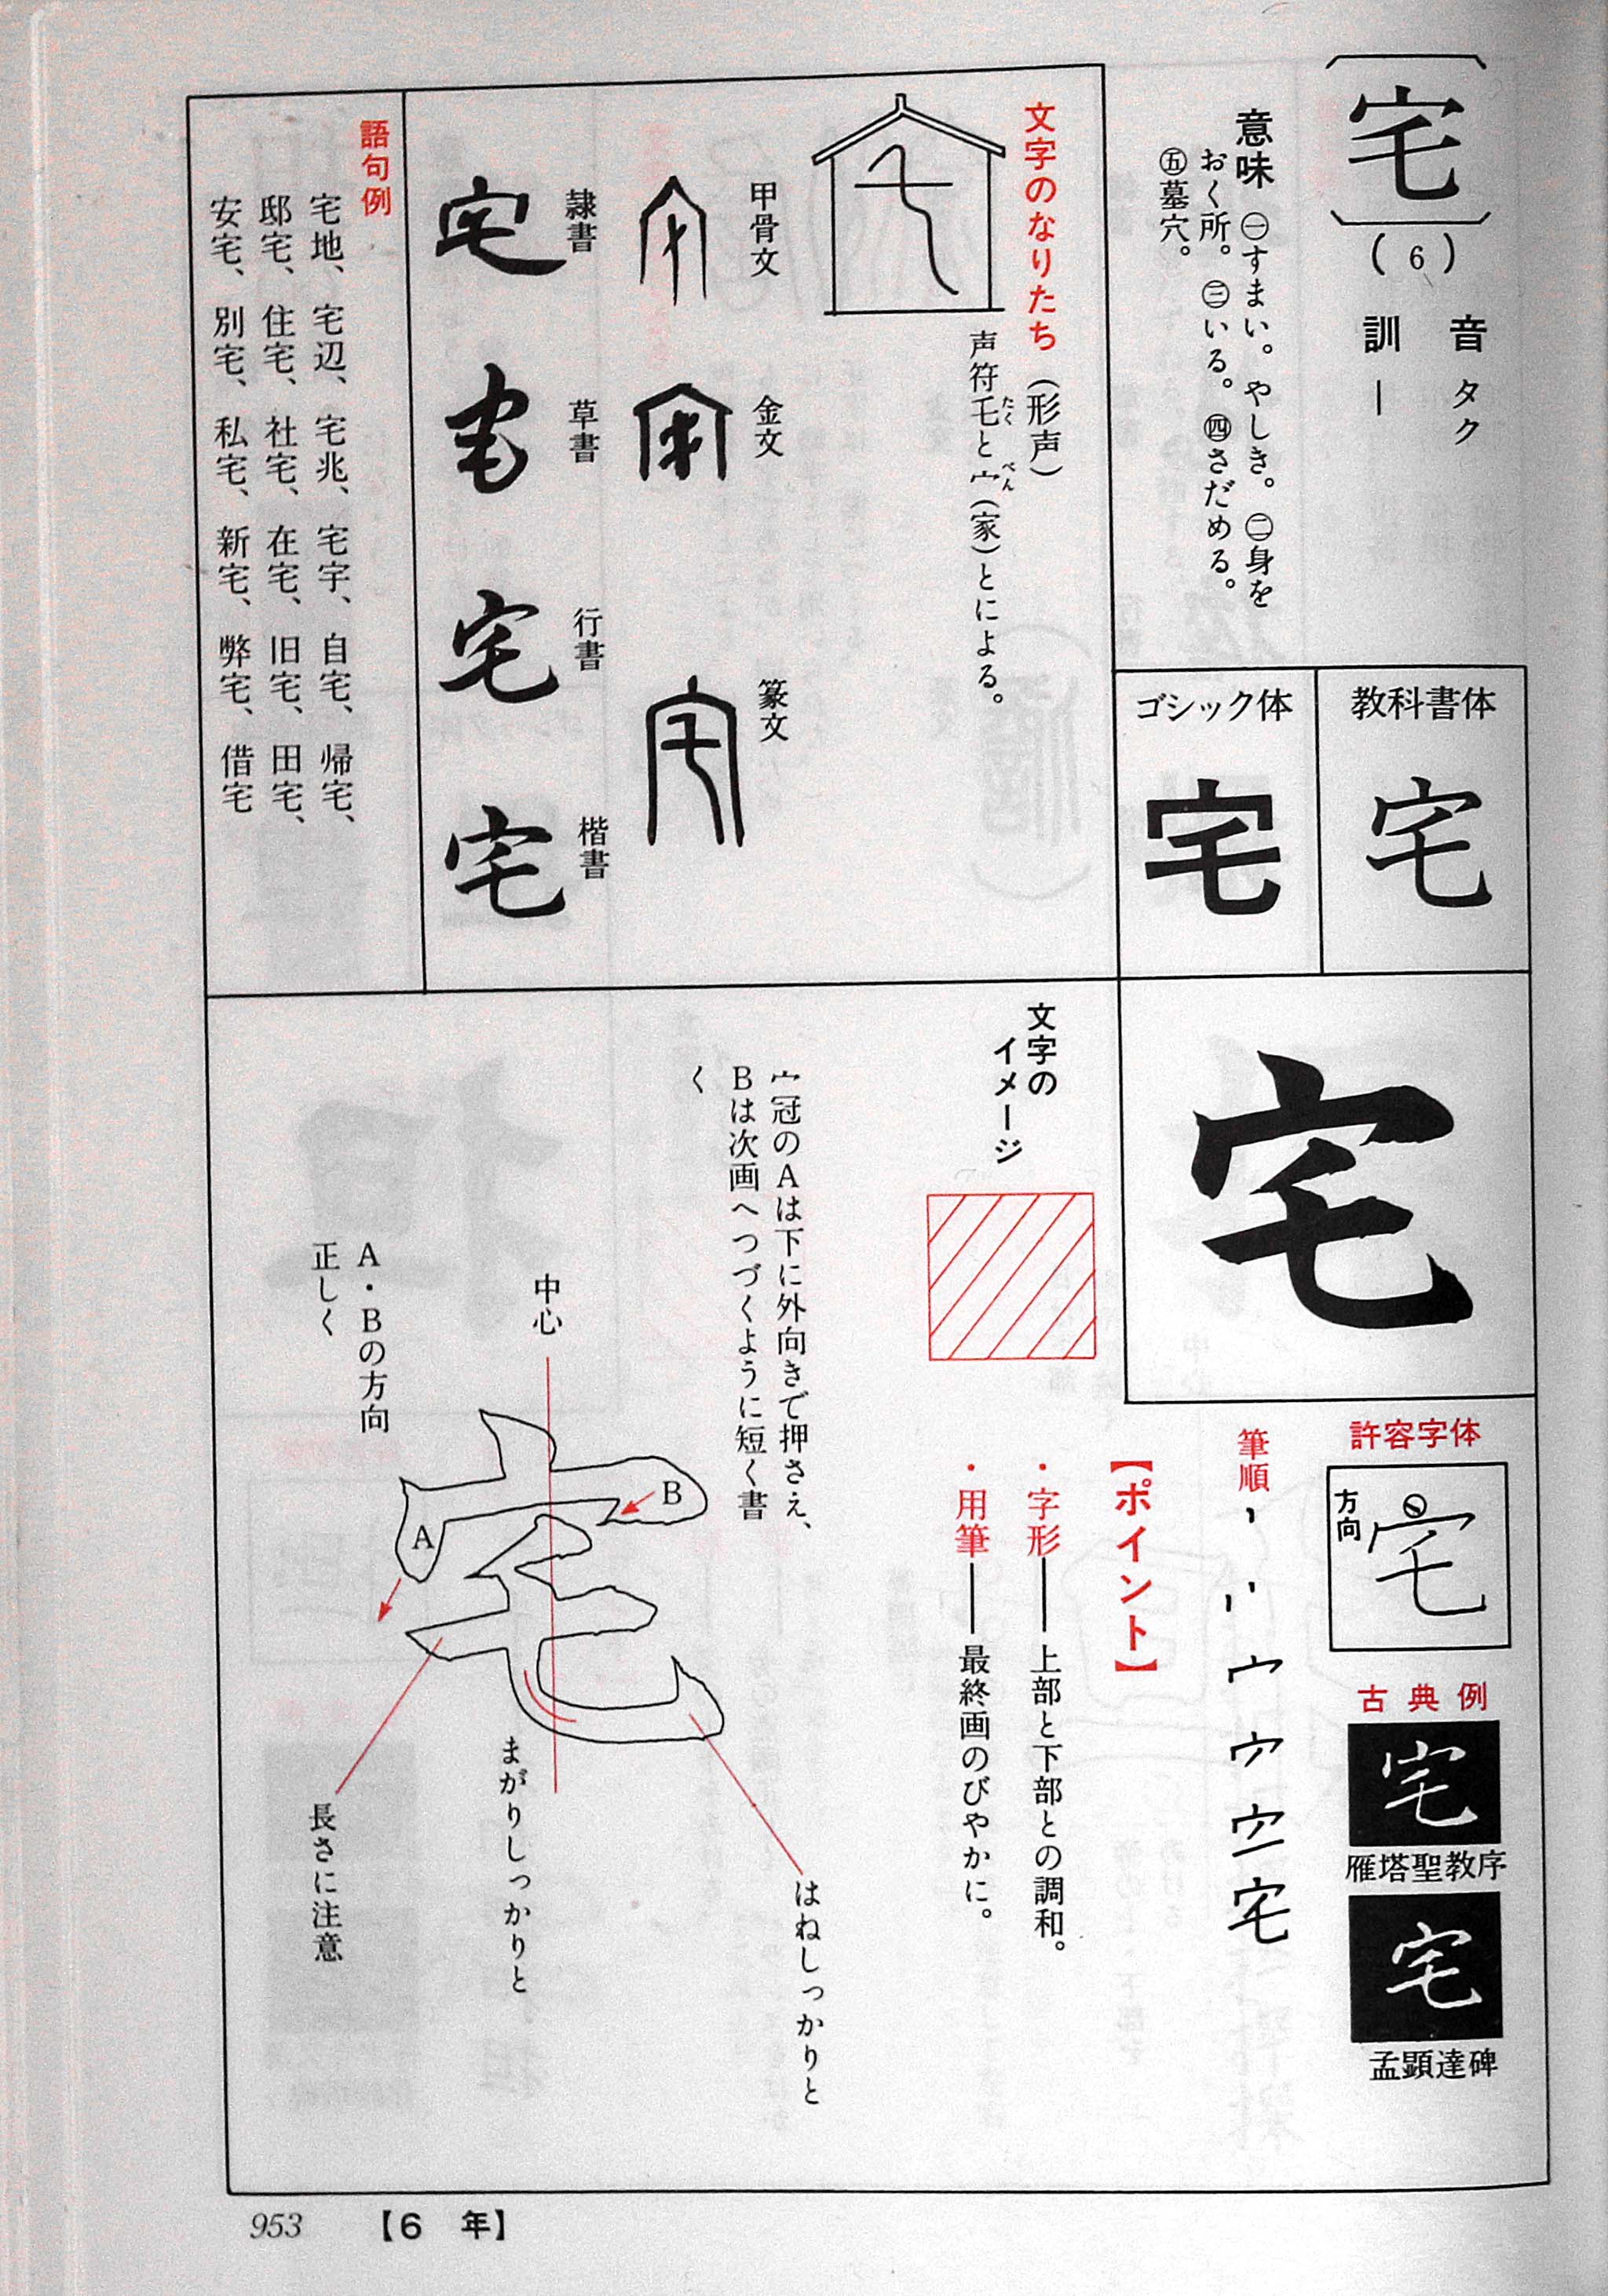 宅
(6)
音 タク
訓 ―
意味 ㊀すまい。やしき。㊁身を
おく所。㊂いる。㊃さだめる。
㊄墓穴。
教科書体
宅
ゴシック体
宅
文字のなりたち(形声)
声符乇たくと宀べん(家)とによる。
甲骨文
金文
篆文
隷書
宅
草書
宅
行書
宅
楷書
宅
語句例
宅地、宅辺、宅兆、宅宇、自宅、帰宅、
邸宅、住宅、社宅、在宅、旧宅、田宅、
安宅、別宅、私宅、新宅、弊宅、借宅
宅
許容字体
宅
方向
古典例
宅
雁塔聖教序
宅
孟顕達碑
筆順
宅
【ポイント】
・字形――上部と下部との調和。
・用筆――最終画のびやかに。
文字の
イメージ
宀冠のAは下に外向きで押さえ、
Bは次画へつづくように短く書
く
中心
A・Bの方向
正しく
A
B
はねしっかりと
まがりしっかりと
長さに注意
953 【6 年】